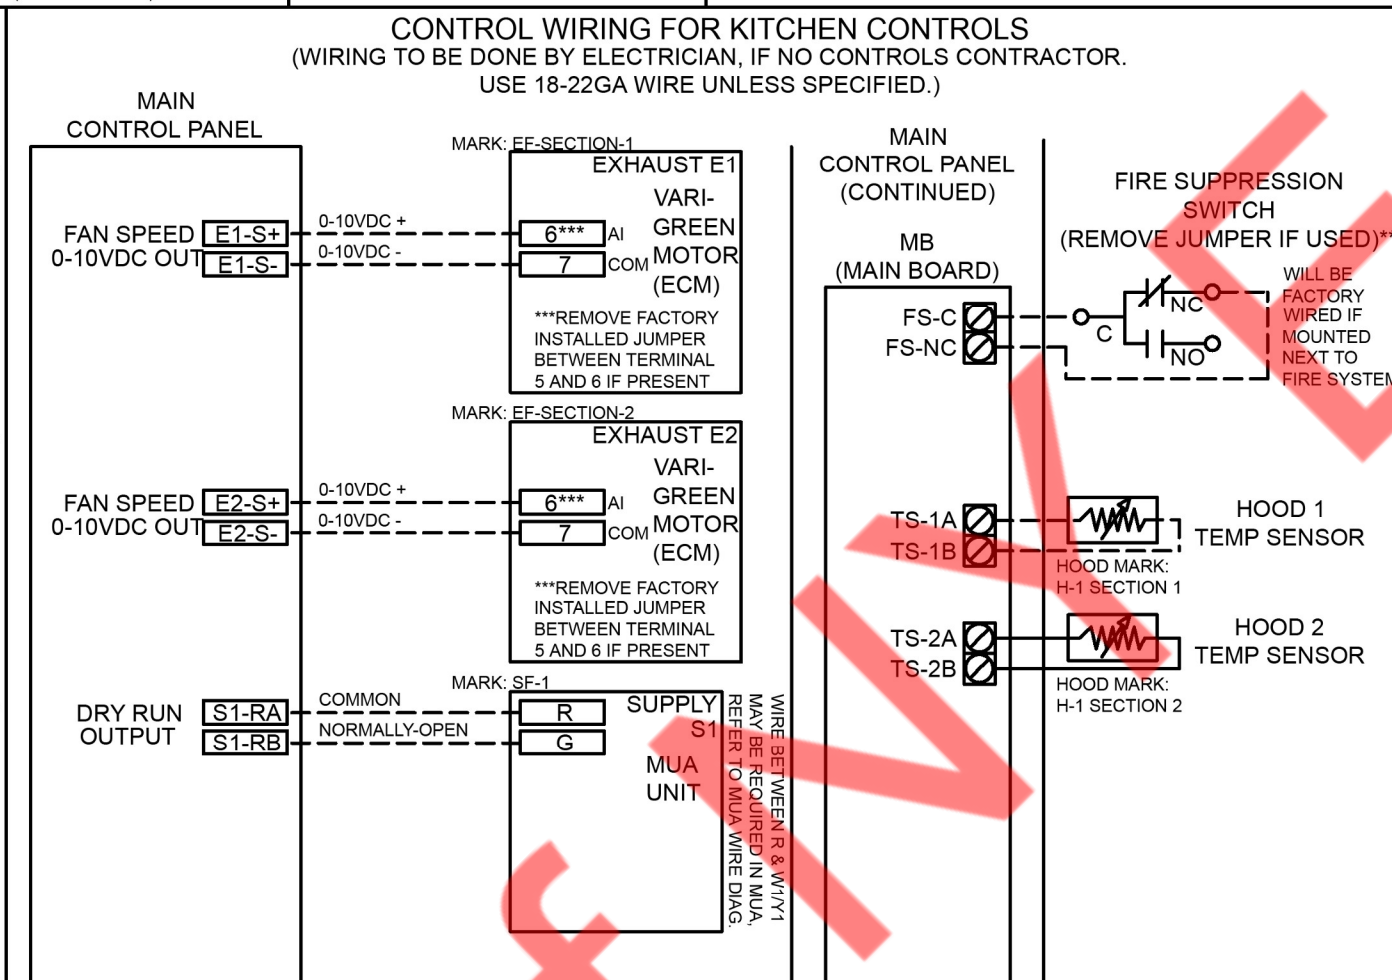 CONTROL WIRING FOR KITCHEN CONTROLS
(WIRING TO BE DONE BY ELECTRICIAN, IF NO CONTROLS CONTRACTOR.
USE 18-22GA WIRE UNLESS SPECIFIED.)
MAIN
CONTROL PANEL
FAN SPEED
0-10VDC OUT
E1-S+
E1-S-
0-10VDC +
0-10VDC -
MARK: EF-SECTION-1
EXHAUST E1
VARI-
GREEN
MOTOR
(ECM)
6*** AI
7 COM
***REMOVE FACTORY
INSTALLED JUMPER
BETWEEN TERMINAL
5 AND 6 IF PRESENT
FAN SPEED
0-10VDC OUT
E2-S+
E2-S-
0-10VDC +
0-10VDC -
MARK: EF-SECTION-2
EXHAUST E2
VARI-
GREEN
MOTOR
(ECM)
6*** AI
7 COM
***REMOVE FACTORY
INSTALLED JUMPER
BETWEEN TERMINAL
5 AND 6 IF PRESENT
DRY RUN
OUTPUT
S1-RA
S1-RB
COMMON
NORMALLY-OPEN
MARK: SF-1
R
G
SUPPLY
S1
MUA
UNIT
WIRE BETWEEN R & W1/Y1
MAY BE REQUIRED IN MUA,
REFER TO MUA WIRE DIAG.
MAIN
CONTROL PANEL
(CONTINUED)
MB
(MAIN BOARD)
FS-C
FS-NC
TS-1A
TS-1B
TS-2A
TS-2B
FIRE SUPPRESSION
SWITCH
(REMOVE JUMPER IF USED)**
C
NC
NO
WILL BE
FACTORY
WIRED IF
MOUNTED
NEXT TO
FIRE SYSTEM
HOOD 1
TEMP SENSOR
HOOD MARK:
H-1 SECTION 1
HOOD 2
TEMP SENSOR
HOOD MARK:
H-1 SECTION 2